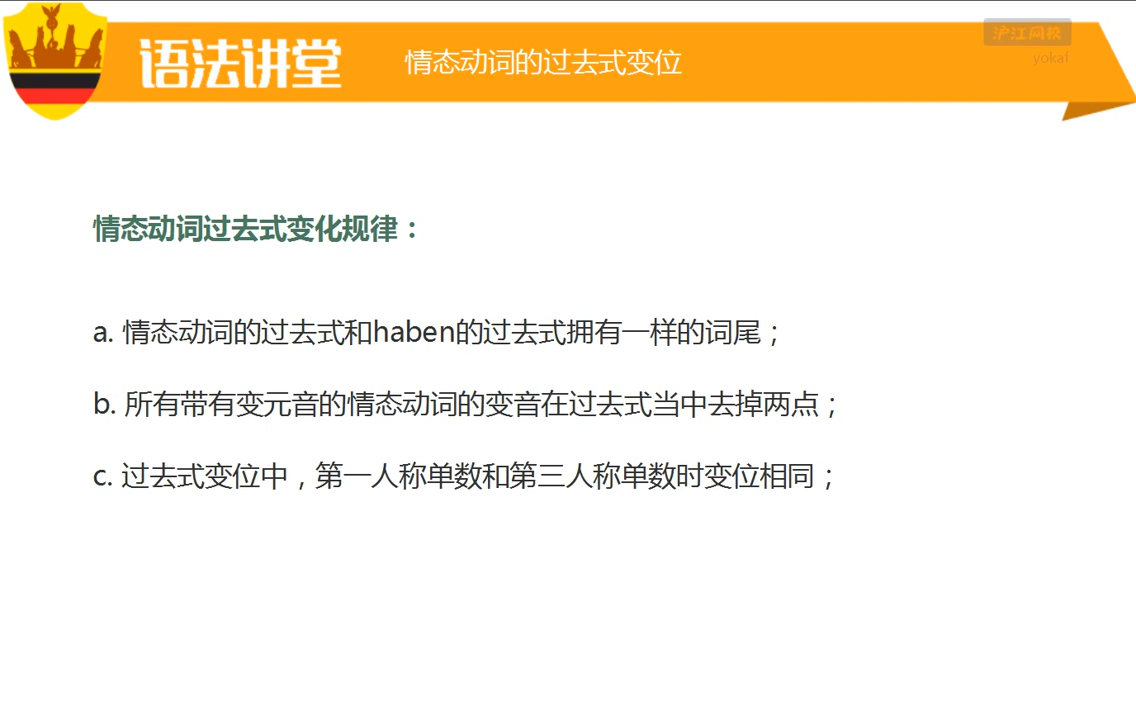 语法讲堂 情态动词的过去式变位
沪江网校
yokaf
情态动词过去式变化规律：
a. 情态动词的过去式和haben的过去式拥有一样的词尾；
b. 所有带有变元音的情态动词的变音在过去式当中去掉两点；
c. 过去式变位中，第一人称单数和第三人称单数时变位相同；